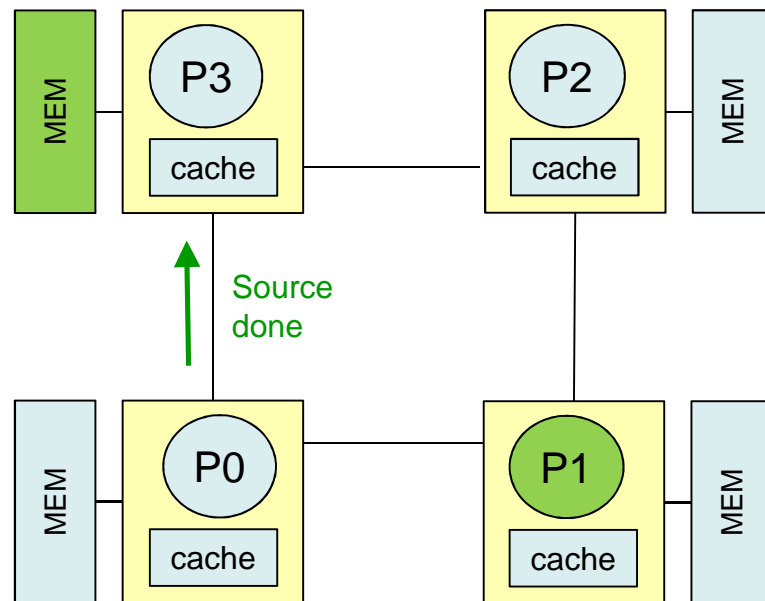 MEM
P3
cache
P2
cache
MEM
Source
done
MEM
P0
cache
P1
cache
MEM